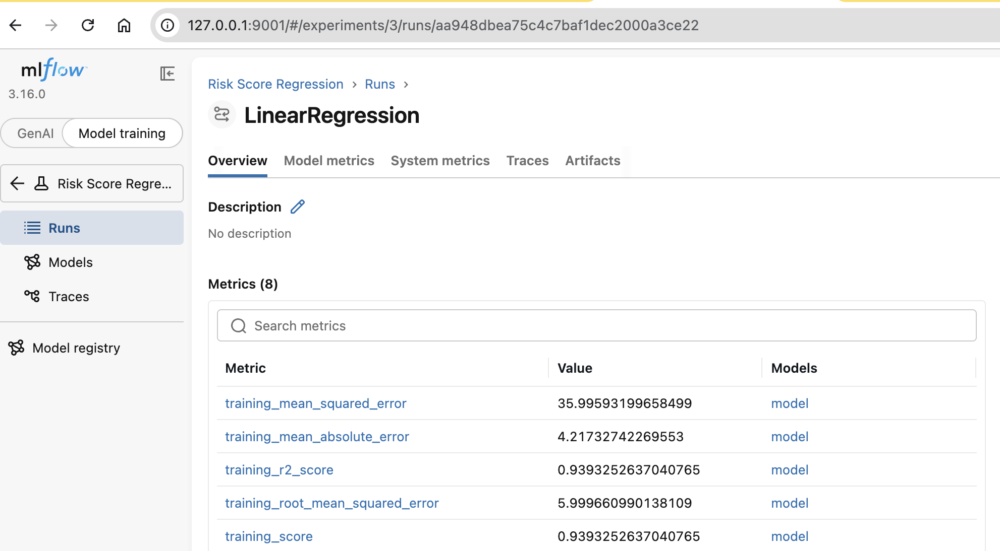 127.0.0.1:9001/#/experiments/3/runs/aa948dbea75c4c7baf1dec2000a3ce22
mlflow
3.16.0
GenAI
Model training
Risk Score Regre...
Runs
Models
Traces
Model registry
Risk Score Regression > Runs >
LinearRegression
Overview Model metrics System metrics Traces Artifacts
Description
No description
Metrics (8)
Search metrics
Metric Value Models
training_mean_squared_error 35.99593199658499 model
training_mean_absolute_error 4.21732742269553 model
training_r2_score 0.9393252637040765 model
training_root_mean_squared_error 5.999660990138109 model
training_score 0.9393252637040765 model